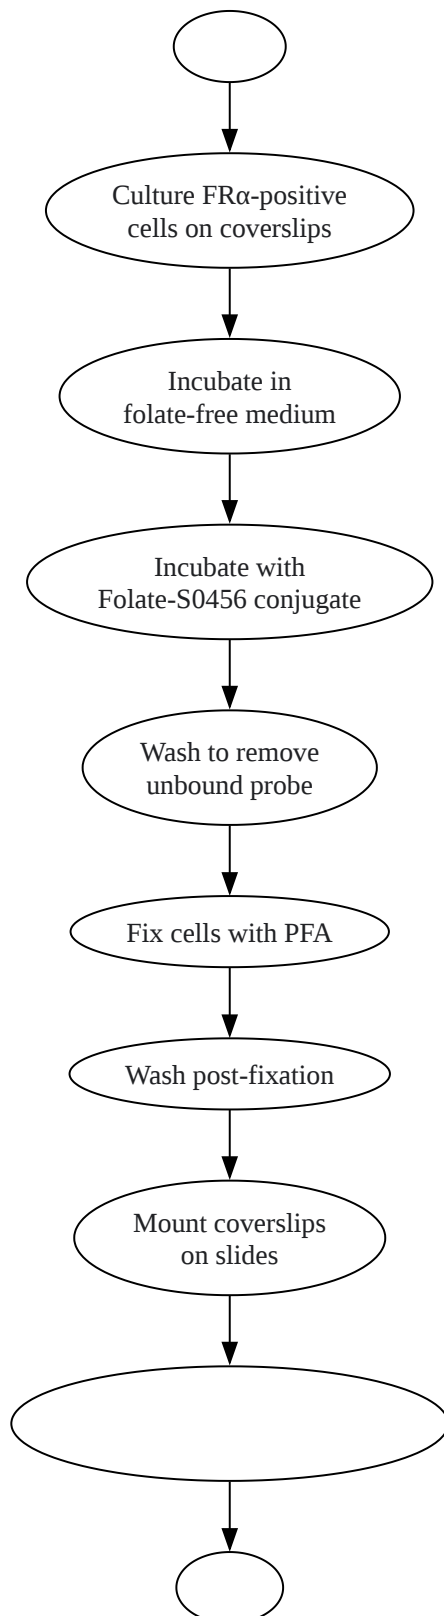 Culture FRα-positive
cells on coverslips
Incubate in
folate-free medium
Incubate with
Folate-S0456 conjugate
Wash to remove
unbound probe
Fix cells with PFA
Wash post-fixation
Mount coverslips
on slides